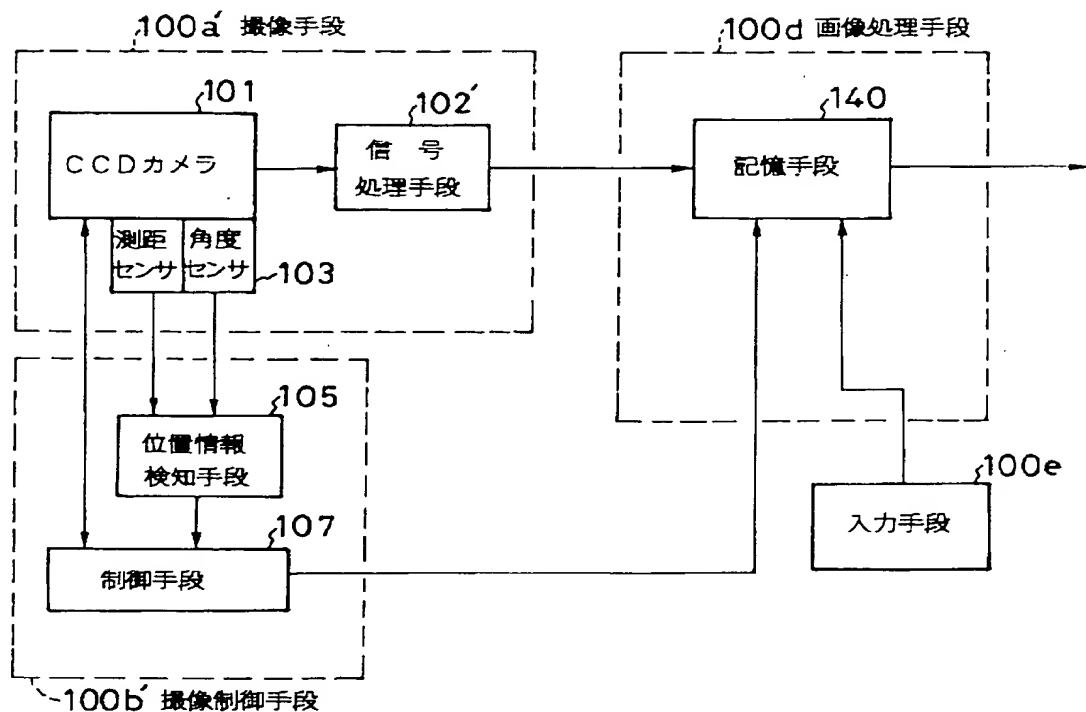 100a′ 撮像手段
100d 画像処理手段
101
CCDカメラ
102′
信号
処理手段
140
記憶手段
測距
センサ
角度
センサ
103
105
位置情報
検知手段
107
制御手段
100e
入力手段
100b′ 撮像制御手段